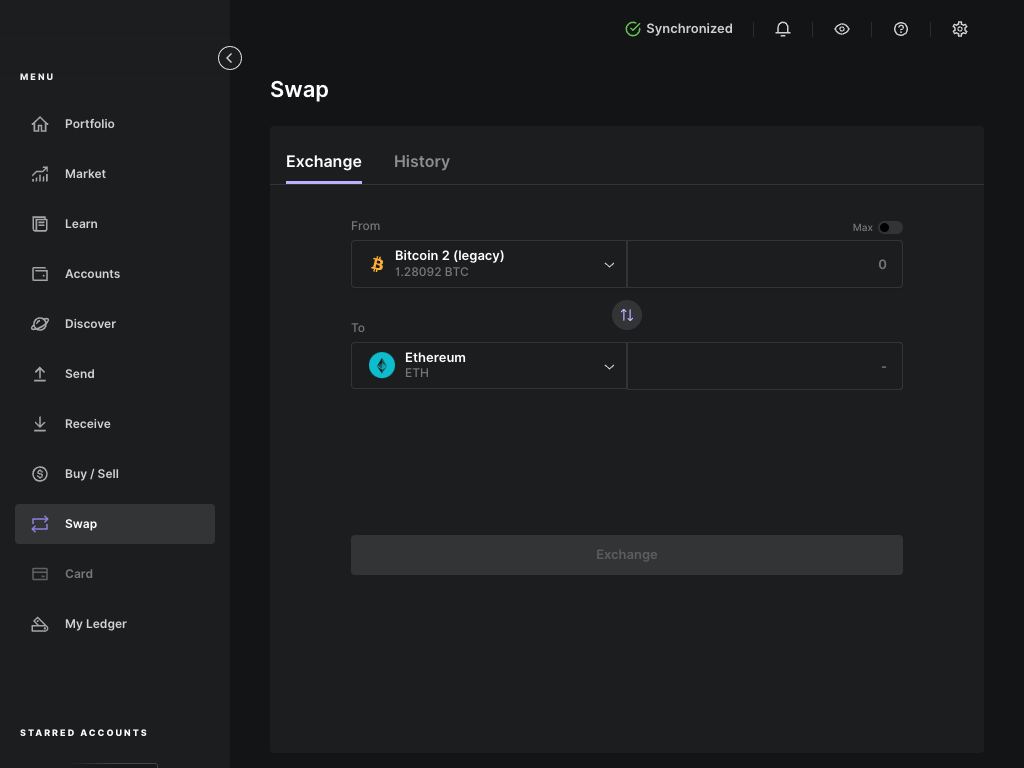 Synchronized
MENU
Portfolio
Market
Learn
Accounts
Discover
Send
Receive
Buy / Sell
Swap
Card
My Ledger
STARRED ACCOUNTS
Swap
Exchange
History
From
Max
Bitcoin 2 (legacy)
1.28092 BTC
0
To
Ethereum
ETH
-
Exchange